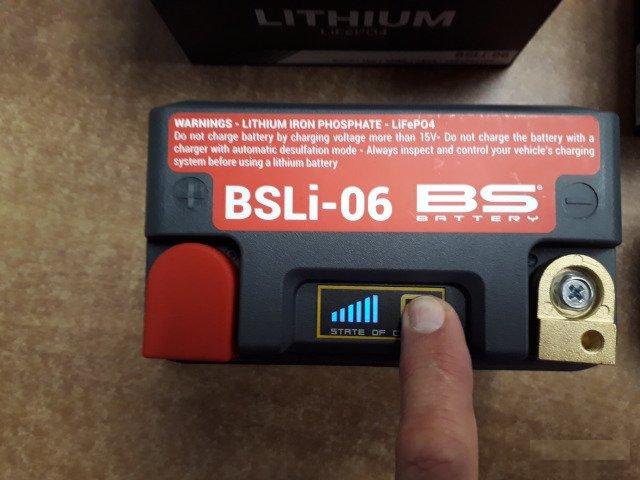 LITHIUM
LiFePO4
BSLi-06
WARNINGS - LITHIUM IRON PHOSPHATE - LiFePO4
Do not charge battery by charging voltage more than 15V- Do not charge the battery with a
charger with automatic desulfation mode - Always inspect and control your vehicle's charging
system before using a lithium battery
+ -
BSLi-06 BS®
BATTERY
STATE OF C